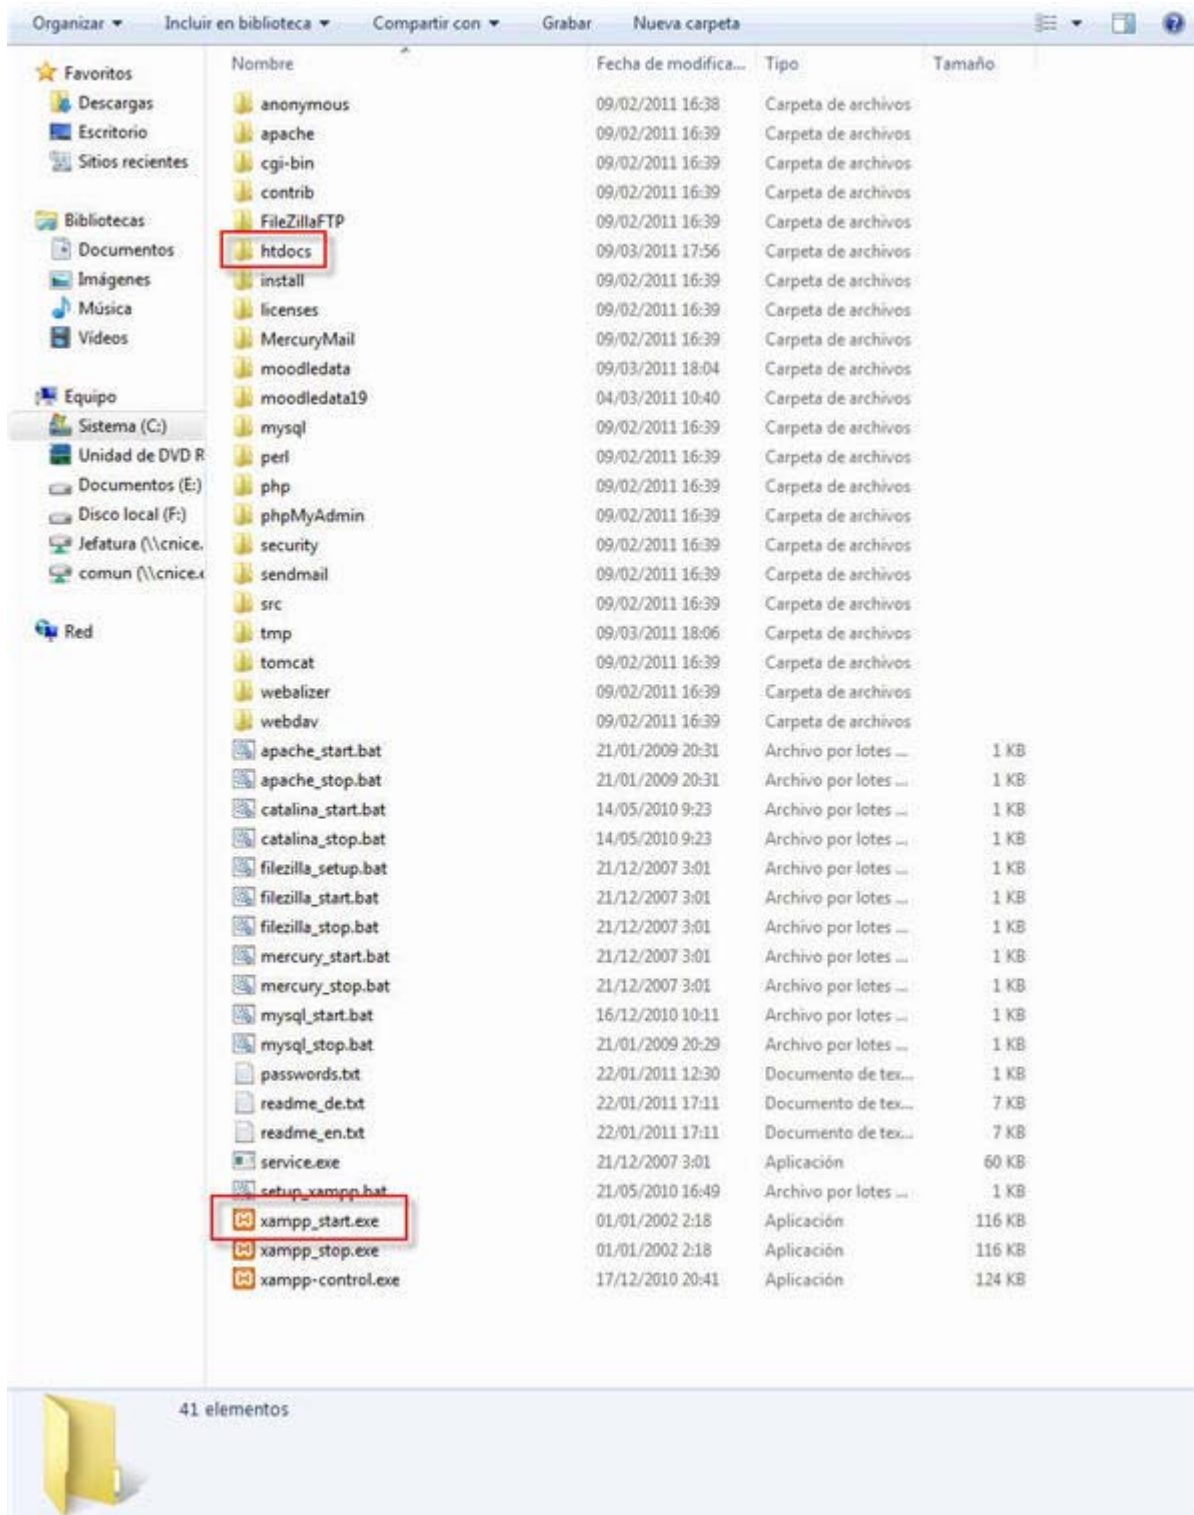 Organizar Incluir en biblioteca Compartir con Grabar Nueva carpeta
Nombre Fecha de modifica... Tipo Tamaño
Favoritos
Descargas
Escritorio
Sitios recientes
Bibliotecas
Documentos
Imágenes
Música
Vídeos
Equipo
Sistema (C:)
Unidad de DVD R
Documentos (E:)
Disco local (F:)
Jefatura (\\cnice.
comun (\\cnice.e
Red
anonymous 09/02/2011 16:38 Carpeta de archivos
apache 09/02/2011 16:39 Carpeta de archivos
cgi-bin 09/02/2011 16:39 Carpeta de archivos
contrib 09/02/2011 16:39 Carpeta de archivos
FileZillaFTP 09/02/2011 16:39 Carpeta de archivos
htdocs 09/03/2011 17:56 Carpeta de archivos
install 09/02/2011 16:39 Carpeta de archivos
licenses 09/02/2011 16:39 Carpeta de archivos
MercuryMail 09/02/2011 16:39 Carpeta de archivos
moodledata 09/03/2011 18:04 Carpeta de archivos
moodledata19 04/03/2011 10:40 Carpeta de archivos
mysql 09/02/2011 16:39 Carpeta de archivos
perl 09/02/2011 16:39 Carpeta de archivos
php 09/02/2011 16:39 Carpeta de archivos
phpMyAdmin 09/02/2011 16:39 Carpeta de archivos
security 09/02/2011 16:39 Carpeta de archivos
sendmail 09/02/2011 16:39 Carpeta de archivos
src 09/02/2011 16:39 Carpeta de archivos
tmp 09/03/2011 18:06 Carpeta de archivos
tomcat 09/02/2011 16:39 Carpeta de archivos
webalizer 09/02/2011 16:39 Carpeta de archivos
webdav 09/02/2011 16:39 Carpeta de archivos
apache_start.bat 21/01/2009 20:31 Archivo por lotes ... 1 KB
apache_stop.bat 21/01/2009 20:31 Archivo por lotes ... 1 KB
catalina_start.bat 14/05/2010 9:23 Archivo por lotes ... 1 KB
catalina_stop.bat 14/05/2010 9:23 Archivo por lotes ... 1 KB
filezilla_setup.bat 21/12/2007 3:01 Archivo por lotes ... 1 KB
filezilla_start.bat 21/12/2007 3:01 Archivo por lotes ... 1 KB
filezilla_stop.bat 21/12/2007 3:01 Archivo por lotes ... 1 KB
mercury_start.bat 21/12/2007 3:01 Archivo por lotes ... 1 KB
mercury_stop.bat 21/12/2007 3:01 Archivo por lotes ... 1 KB
mysql_start.bat 16/12/2010 10:11 Archivo por lotes ... 1 KB
mysql_stop.bat 21/01/2009 20:29 Archivo por lotes ... 1 KB
passwords.txt 22/01/2011 12:30 Documento de tex... 1 KB
readme_de.txt 22/01/2011 17:11 Documento de tex... 7 KB
readme_en.txt 22/01/2011 17:11 Documento de tex... 7 KB
service.exe 21/12/2007 3:01 Aplicación 60 KB
setup_xampp.bat 21/05/2010 16:49 Archivo por lotes ... 1 KB
xampp_start.exe 01/01/2002 2:18 Aplicación 116 KB
xampp_stop.exe 01/01/2002 2:18 Aplicación 116 KB
xampp-control.exe 17/12/2010 20:41 Aplicación 124 KB
41 elementos